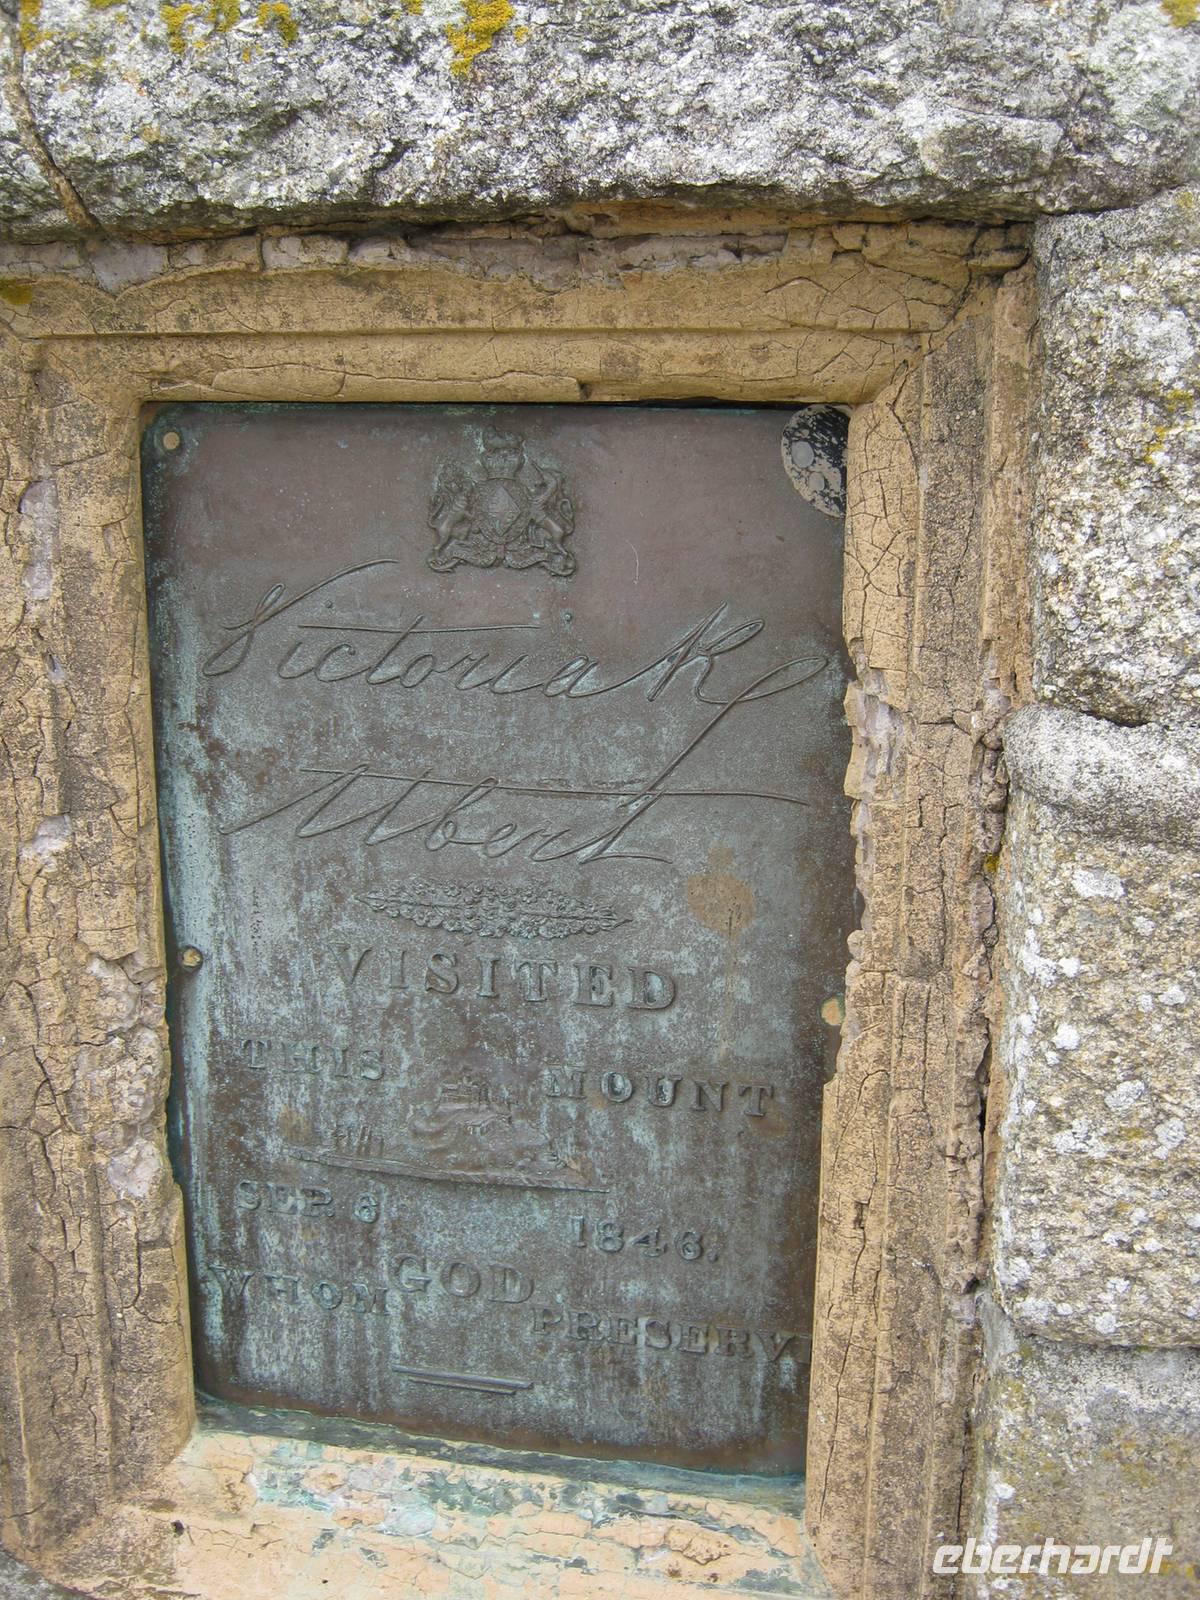 Victoria R
Albert
VISITED
THIS MOUNT
SEP. 6 1846.
WHOM GOD PRESERVE
eberhardt